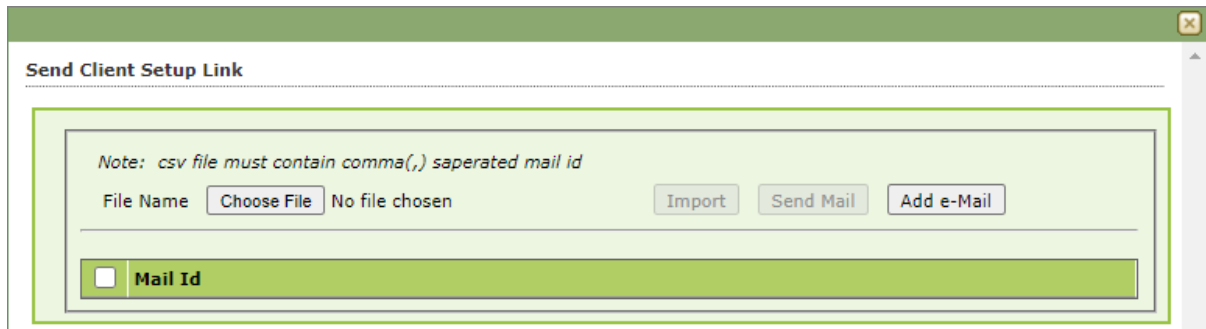 Send Client Setup Link
Note: csv file must contain comma(,) saperated mail id
File Name Choose File No file chosen Import Send Mail Add e-Mail
Mail Id